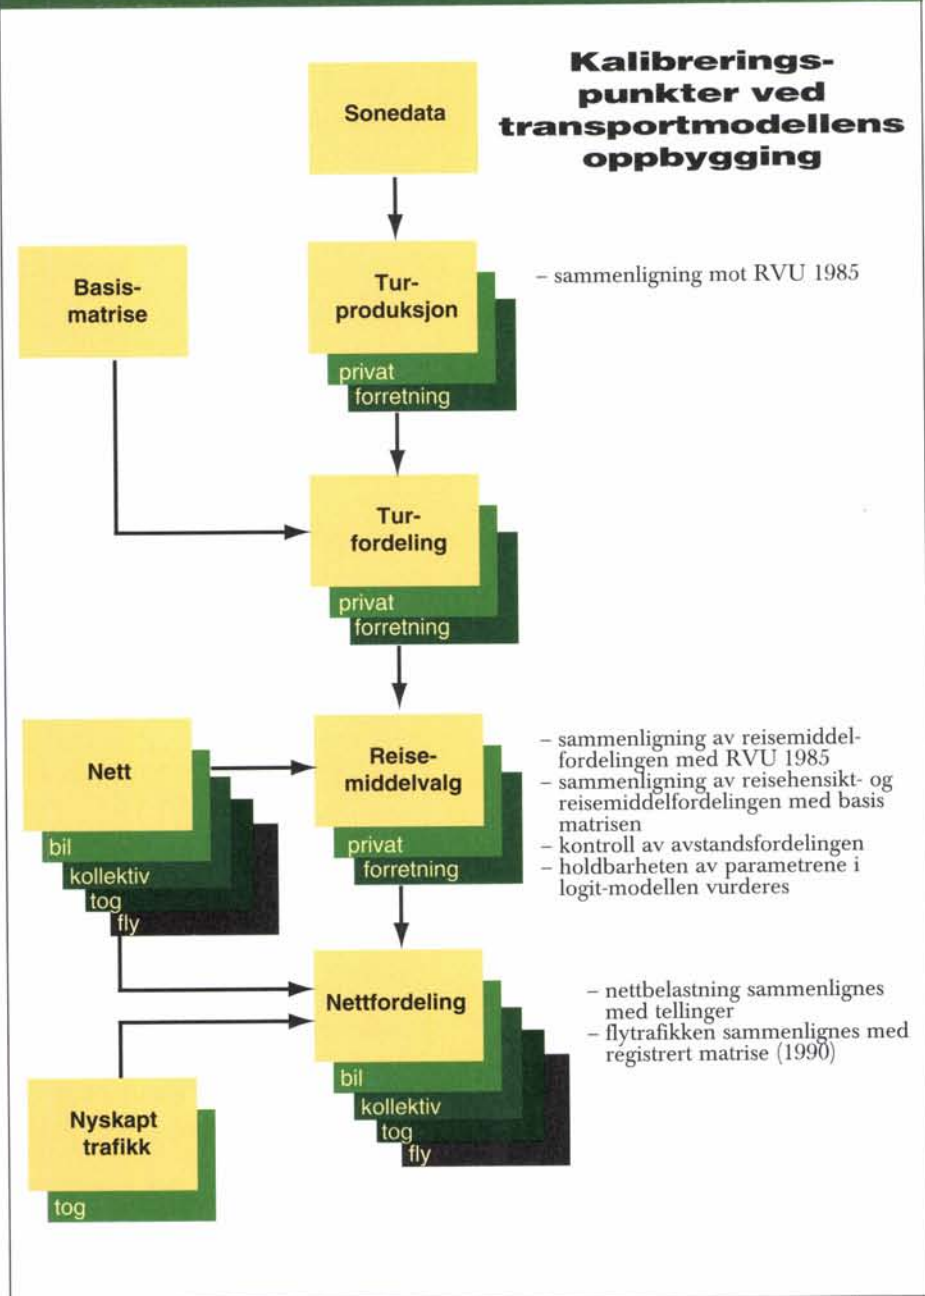 Kalibrerings-
punkter ved
transportmodellens
oppbygging
Sonedata
Basis-
matrise
Tur-
produksjon
privat
forretning
– sammenligning mot RVU 1985
Tur-
fordeling
privat
forretning
Nett
bil
kollektiv
tog
fly
Reise-
middelvalg
privat
forretning
– sammenligning av reisemiddel-
fordelingen med RVU 1985
– sammenligning av reisehensikt- og
reisemiddelfordelingen med basis
matrisen
– kontroll av avstandsfordelingen
– holdbarheten av parametrene i
logit-modellen vurderes
Nettfordeling
bil
kollektiv
tog
fly
– nettbelastning sammenlignes
med tellinger
– flytrafikken sammenlignes med
registrert matrise (1990)
Nyskapt
trafikk
tog